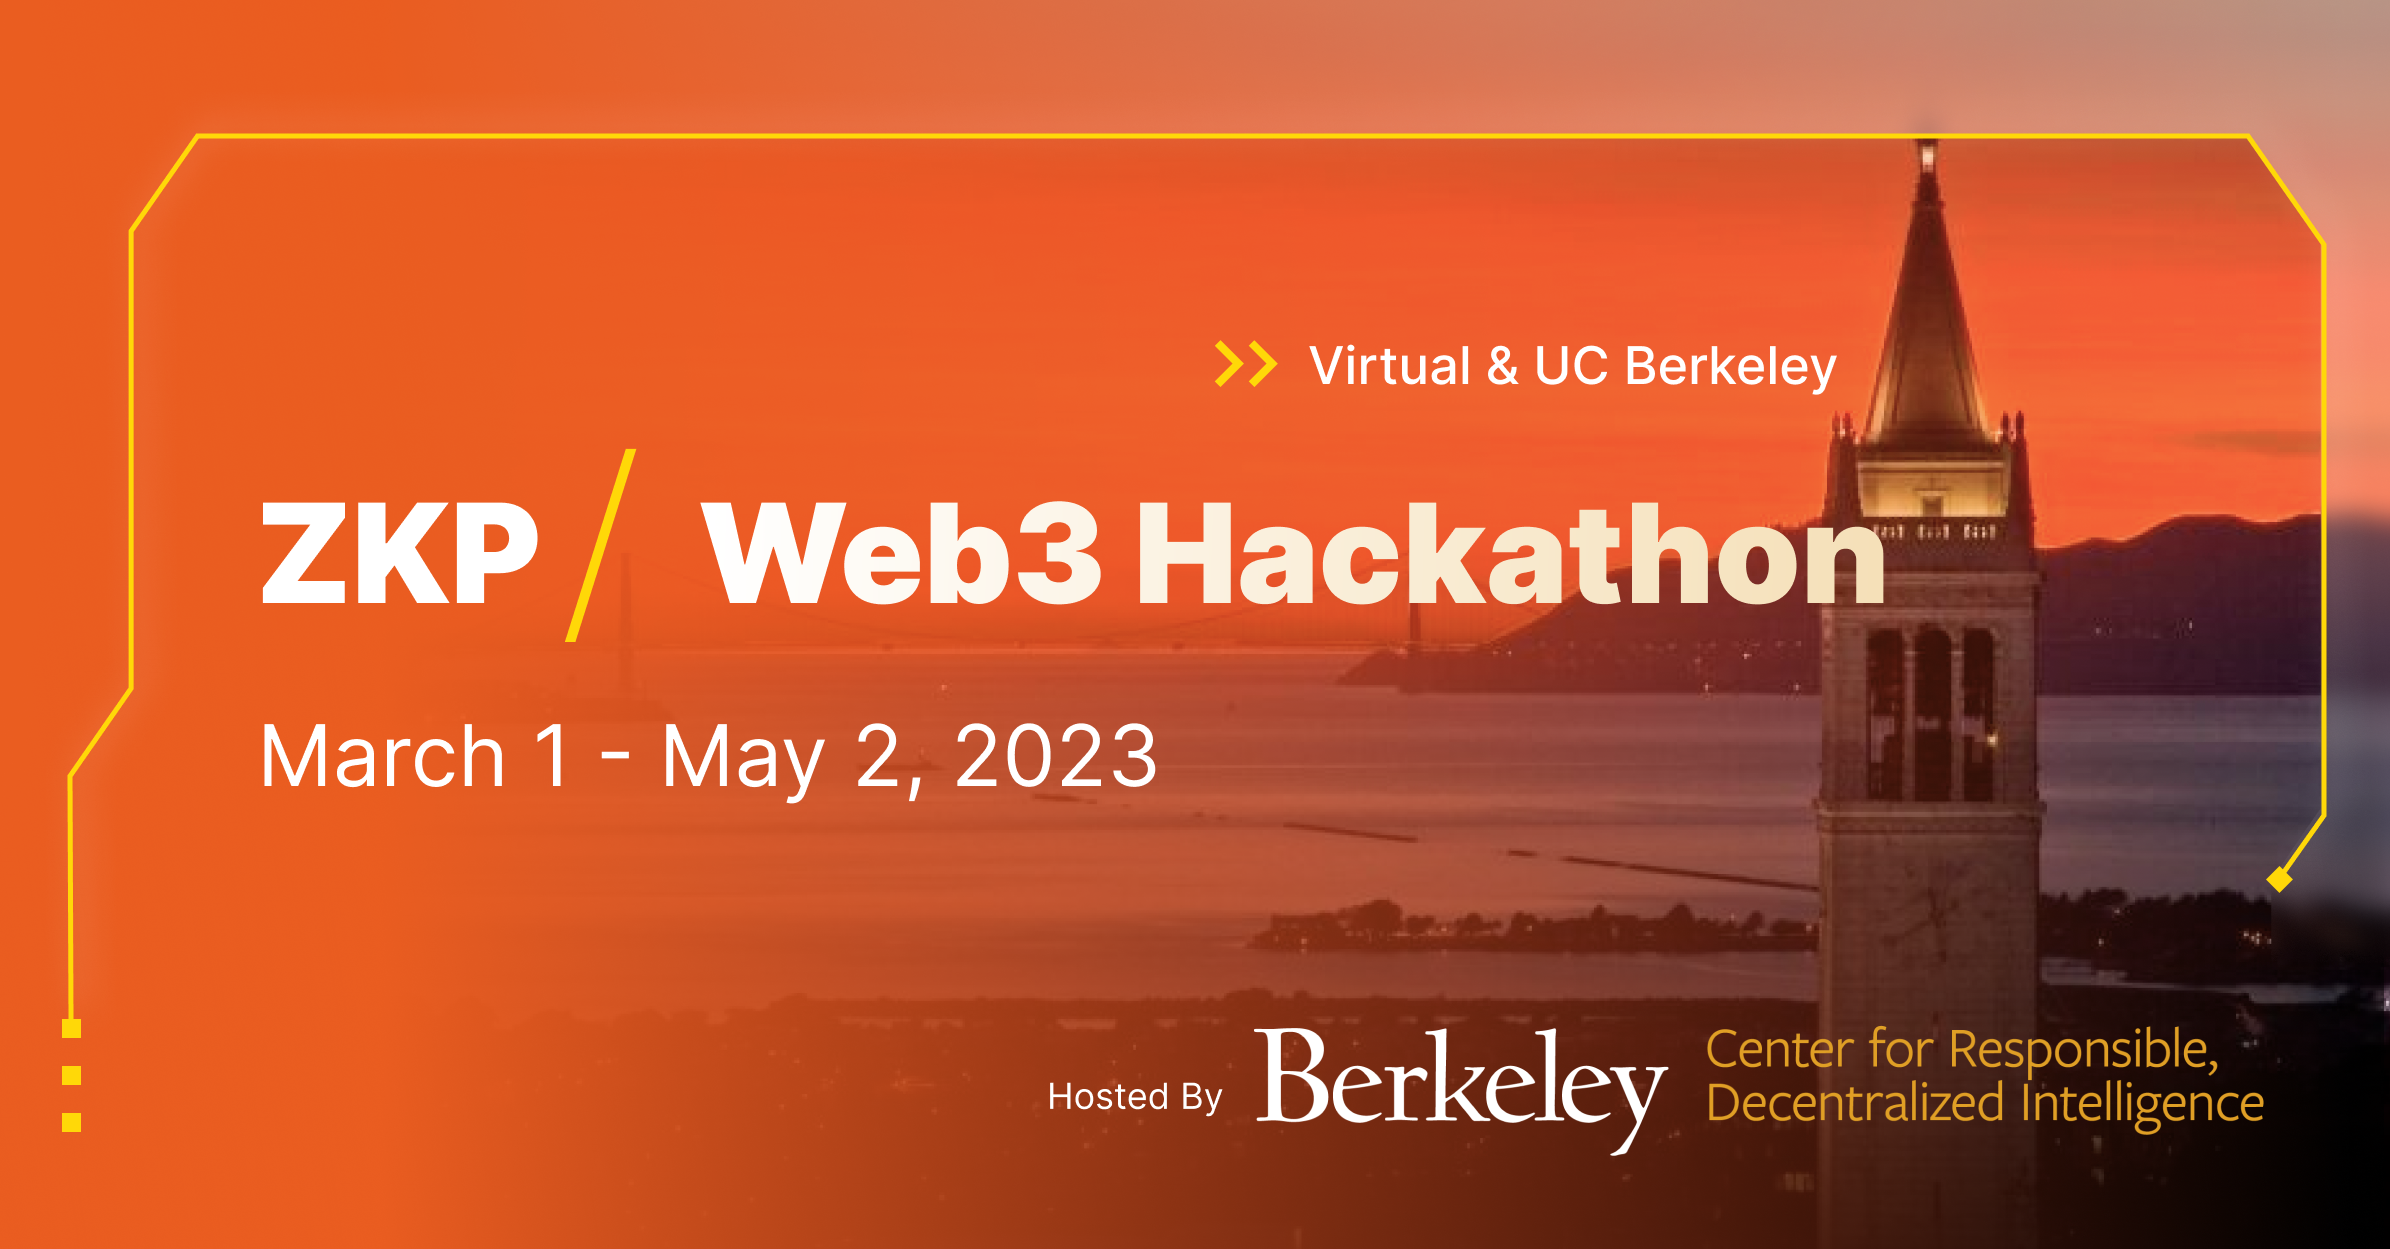 Virtual & UC Berkeley
ZKP / Web3 Hackathon
March 1 - May 2, 2023
Hosted By Berkeley
Center for Responsible,
Decentralized Intelligence